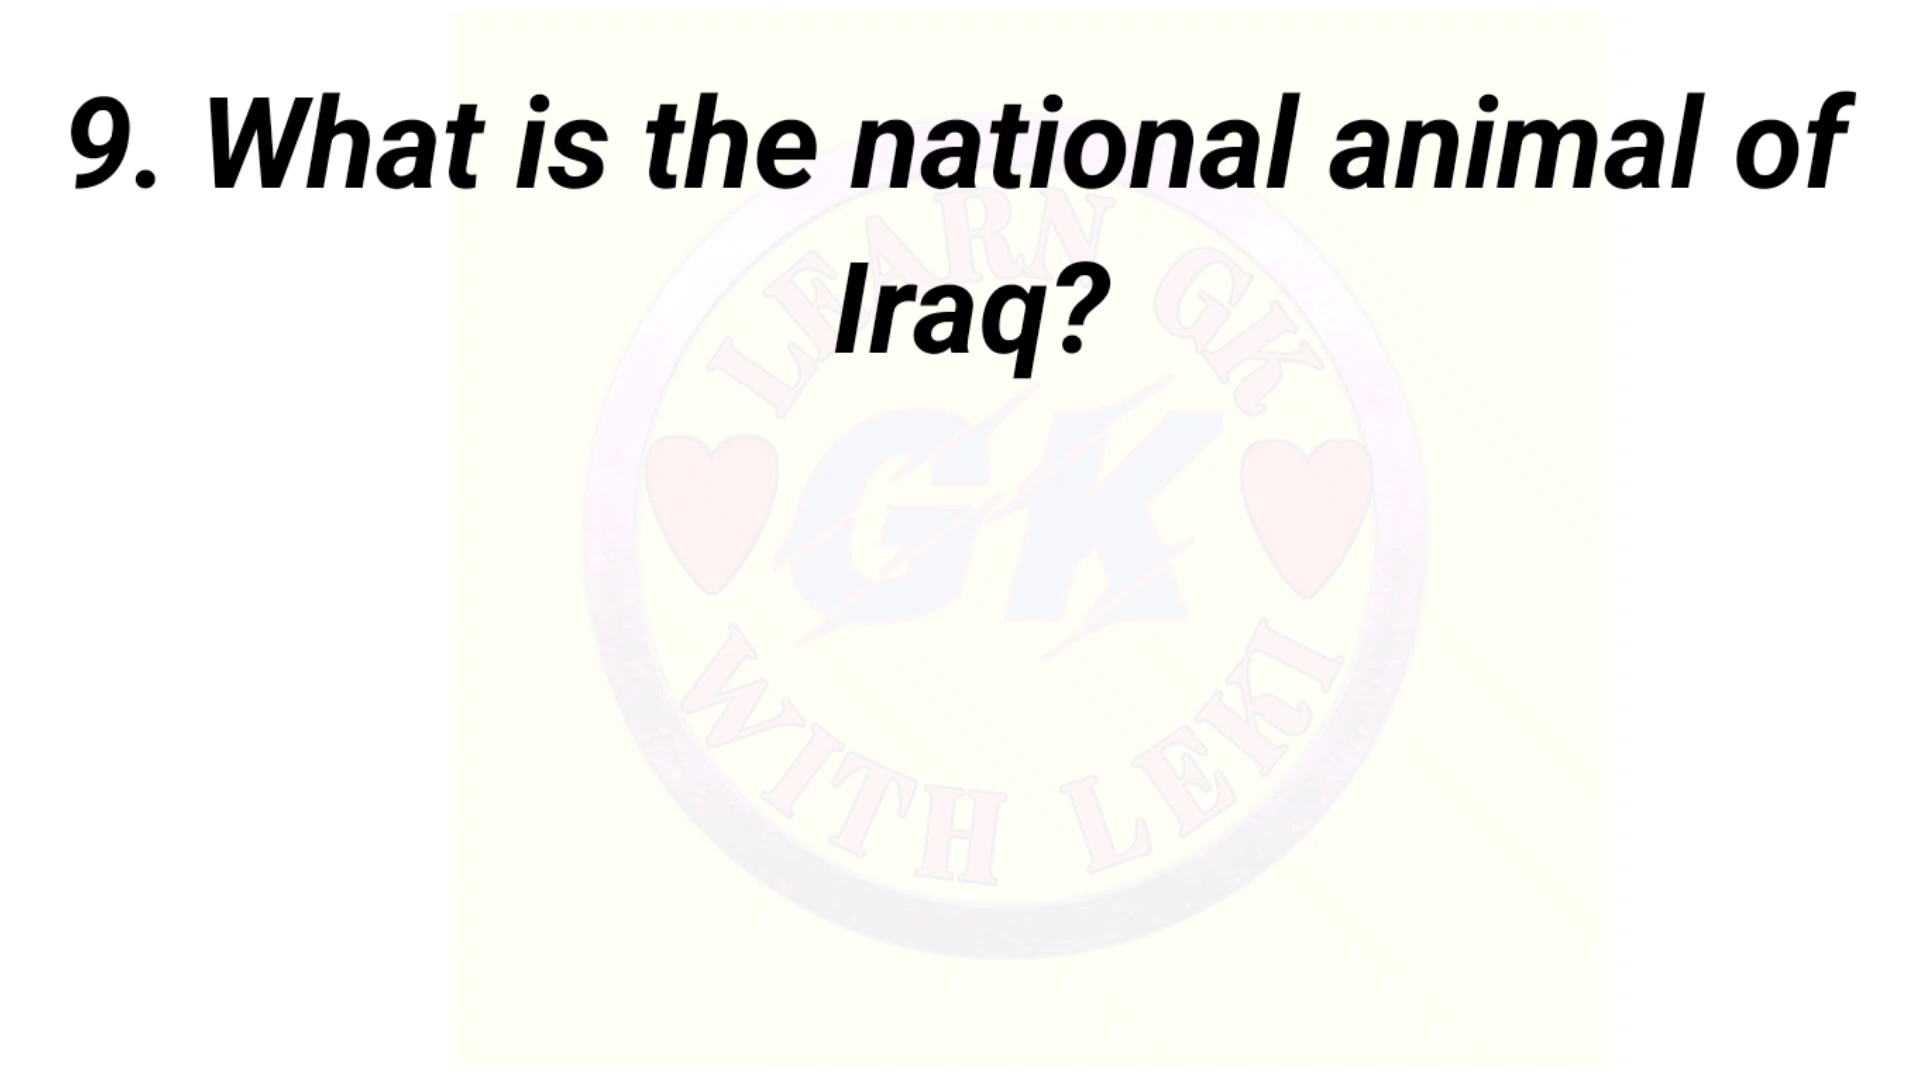 9. What is the national animal of
Iraq?
LEARN GK
GK
WITH LEKI